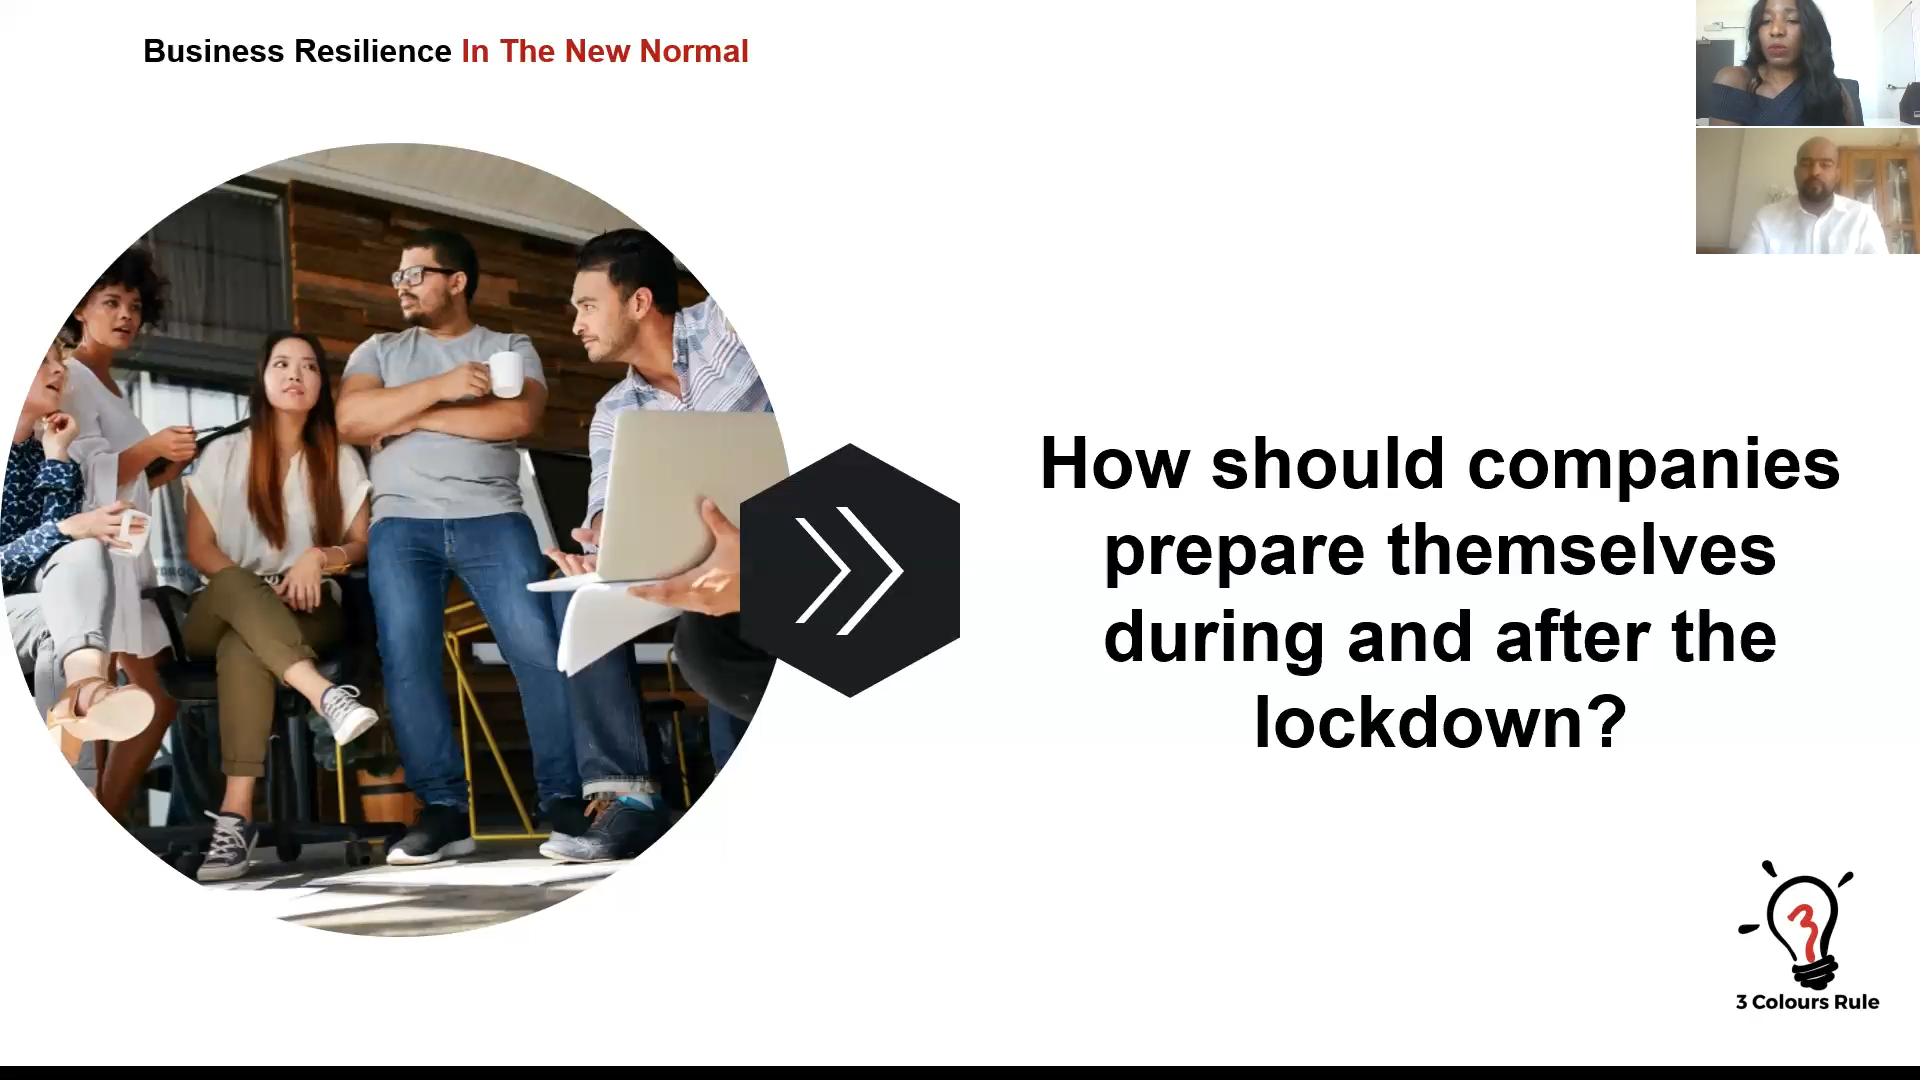 Business Resilience In The New Normal
How should companies
prepare themselves
during and after the
lockdown?
3
3 Colours Rule